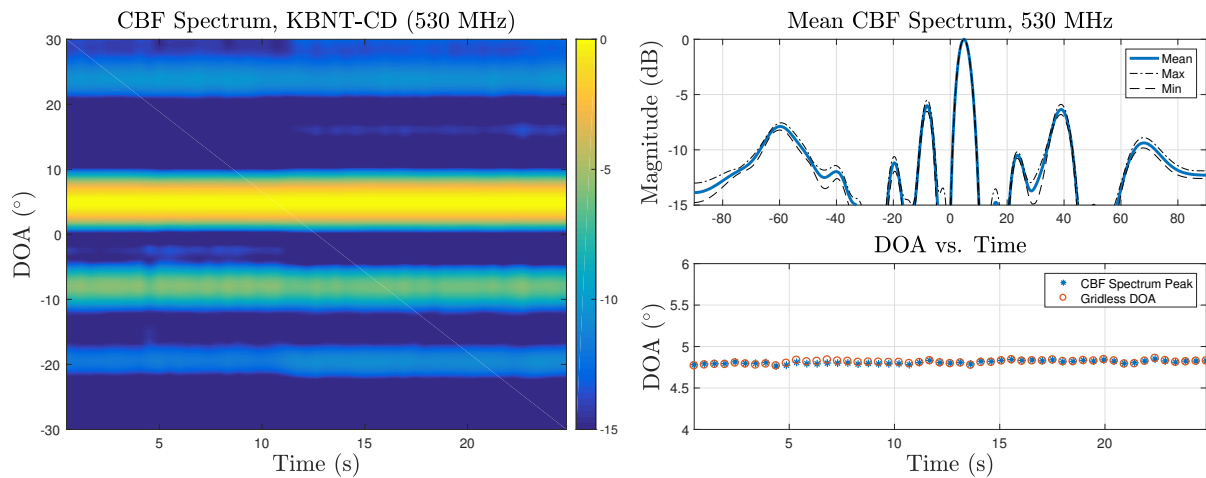 CBF Spectrum, KBNT-CD (530 MHz)
30
20
10
0
-10
-20
-30
DOA (°)
5
10
15
20
Time (s)
0
-5
-10
-15
Mean CBF Spectrum, 530 MHz
0
-5
-10
-15
Magnitude (dB)
Mean
Max
Min
-80
-60
-40
-20
0
20
40
60
80
DOA vs. Time
6
5.5
5
4.5
4
DOA (°)
CBF Spectrum Peak
Gridless DOA
5
10
15
20
Time (s)